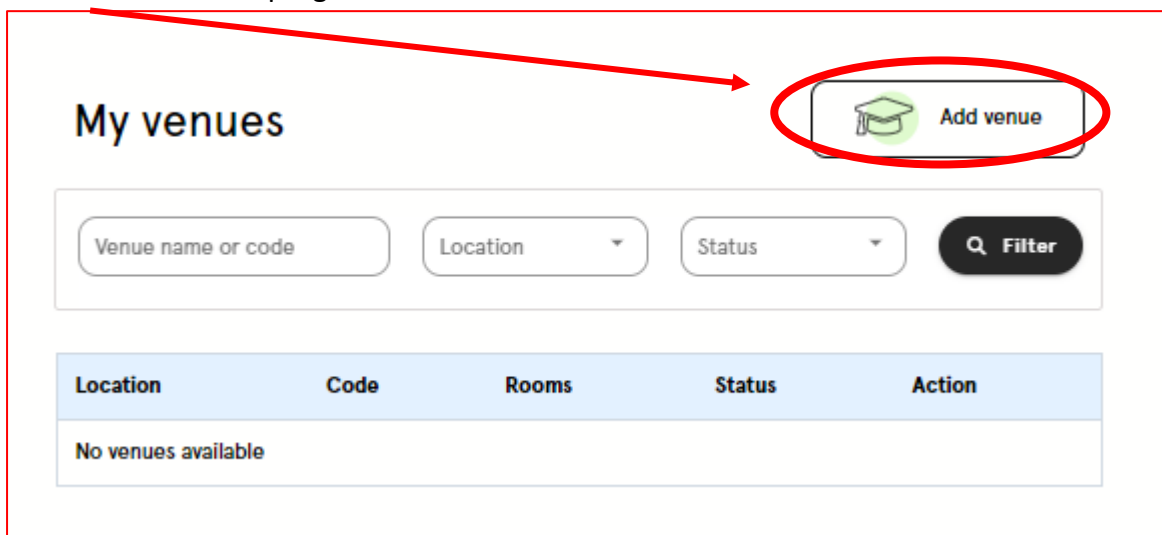 My venues
Add venue
Venue name or code
Location
Status
Filter
Location Code Rooms Status Action
No venues available